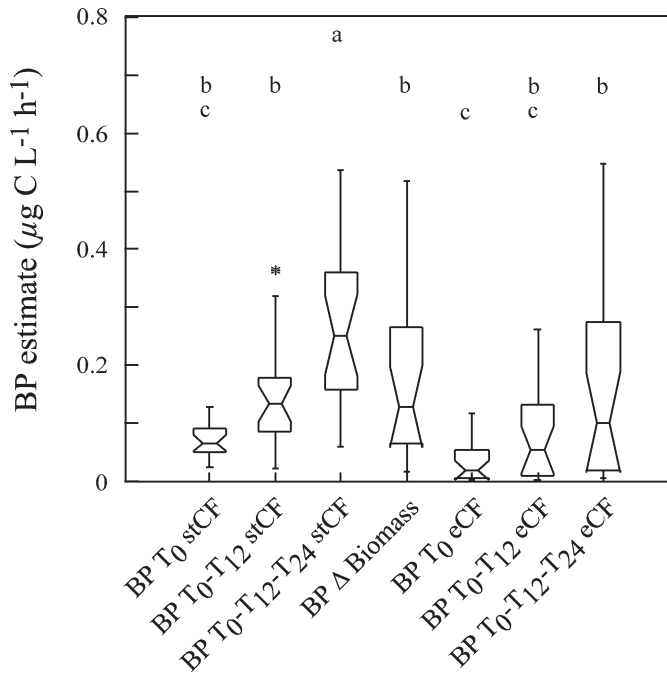 0.8
0.6
0.4
0.2
0
BP estimate (µg C L-1 h-1)
a
b b b b b
c c c
*
BP T0 stCF
BP T0-T12 stCF
BP T0-T12-T24 stCF
BP Δ Biomass
BP T0 eCF
BP T0-T12 eCF
BP T0-T12-T24 eCF